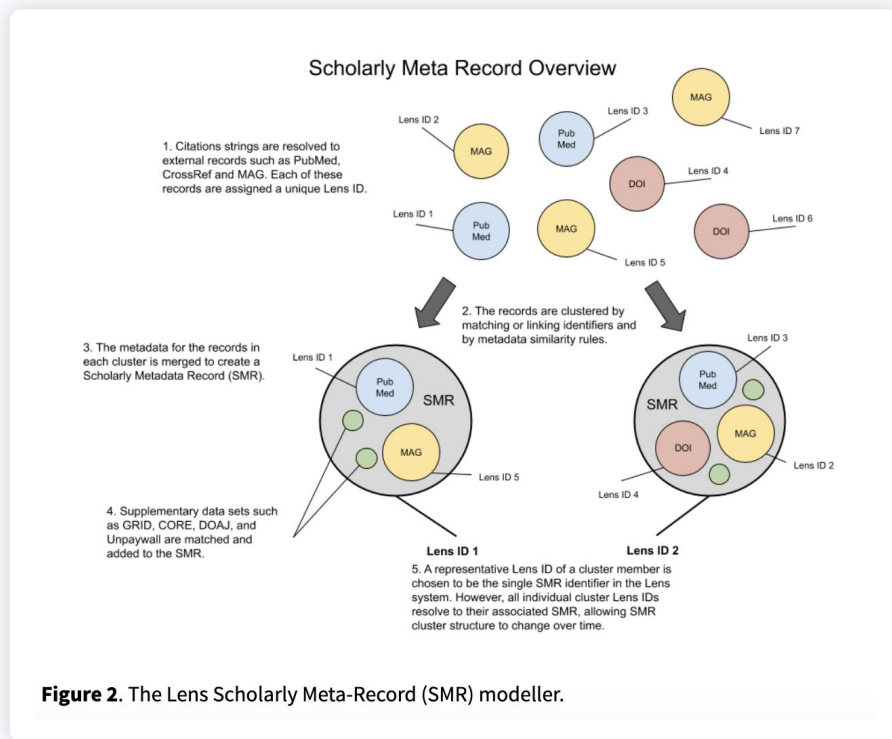 Scholarly Meta Record Overview
MAG
Lens ID 7
Lens ID 2
MAG
Pub
Med
Lens ID 3
1. Citations strings are resolved to
external records such as PubMed,
CrossRef and MAG. Each of these
records are assigned a unique Lens ID.
DOI
Lens ID 4
Lens ID 1
Pub
Med
MAG
Lens ID 5
DOI
Lens ID 6
2. The records are clustered by
matching or linking identifiers and
by metadata similarity rules.
3. The metadata for the records in
each cluster is merged to create a
Scholarly Metadata Record (SMR).
Lens ID 1
Pub
Med
SMR
MAG
Lens ID 5
Lens ID 3
Pub
Med
SMR
MAG
DOI
Lens ID 2
Lens ID 4
4. Supplementary data sets such
as GRID, CORE, DOAJ, and
Unpaywall are matched and
added to the SMR.
Lens ID 1
Lens ID 2
5. A representative Lens ID of a cluster member is
chosen to be the single SMR identifier in the Lens
system. However, all individual cluster Lens IDs
resolve to their associated SMR, allowing SMR
cluster structure to change over time.
Figure 2. The Lens Scholarly Meta-Record (SMR) modeller.